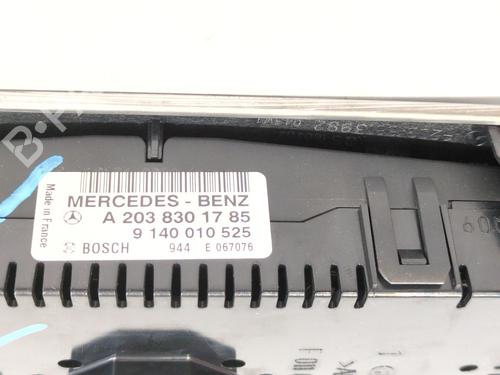 MERCEDES - BENZ
A 203 830 17 85
9 140 010 525
BOSCH 944 E 067076
Made in France